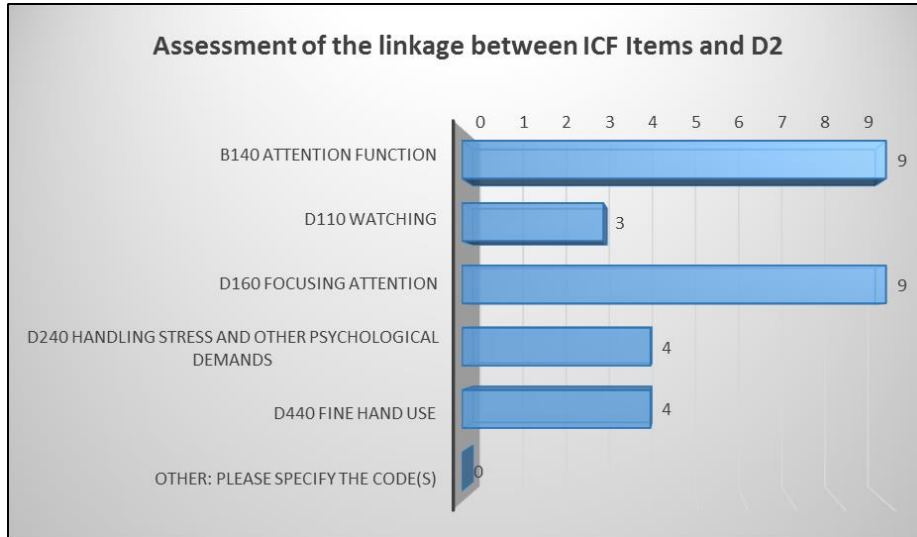 Assessment of the linkage between ICF Items and D2
0 1 2 3 4 5 6 7 8 9
B140 ATTENTION FUNCTION 9
D110 WATCHING 3
D160 FOCUSING ATTENTION 9
D240 HANDLING STRESS AND OTHER PSYCHOLOGICAL
DEMANDS 4
D440 FINE HAND USE 4
OTHER: PLEASE SPECIFY THE CODE(S) 0